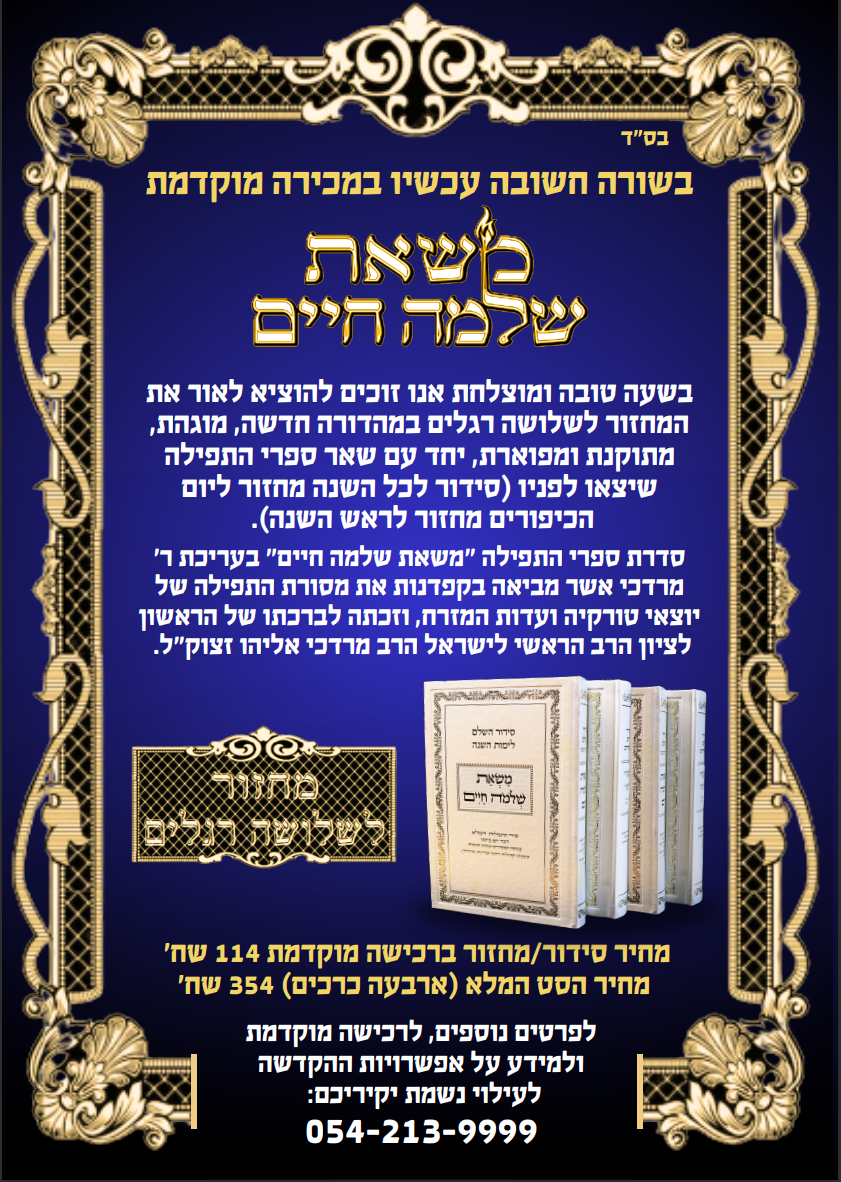 בס"ד
בשורה חשובה עכשיו במכירה מוקדמת
משאת
שלמה חיים
בשעה טובה ומוצלחת אנו זוכים להוציא לאור את
המחזור לשלושה רגלים במהדורה חדשה, מוגהת,
מתוקנת ומפוארת, יחד עם שאר ספרי התפילה
שיצאו לפניו (סידור לכל השנה מחזור ליום
הכיפורים מחזור לראש השנה).
סדרת ספרי התפילה "משאת שלמה חיים" בעריכת ר'
מרדכי אשר מביאה בקפדנות את מסורת התפילה של
יוצאי טורקיה ועדות המזרח, וזכתה לברכתו של הראשון
לציון הרב הראשי לישראל הרב מרדכי אליהו זצוק"ל.
סידור השלם
לימות השנה
מַשְׂאַת
שְׁלֹמֹה חַיִּים
מחזור
לשלושה רגלים
מחיר סידור/מחזור ברכישה מוקדמת 114 שח'
מחיר הסט המלא (ארבעה כרכים) 354 שח'
לפרטים נוספים, לרכישה מוקדמת
ולמידע על אפשרויות ההקדשה
לעילוי נשמת יקיריכם:
054-213-9999